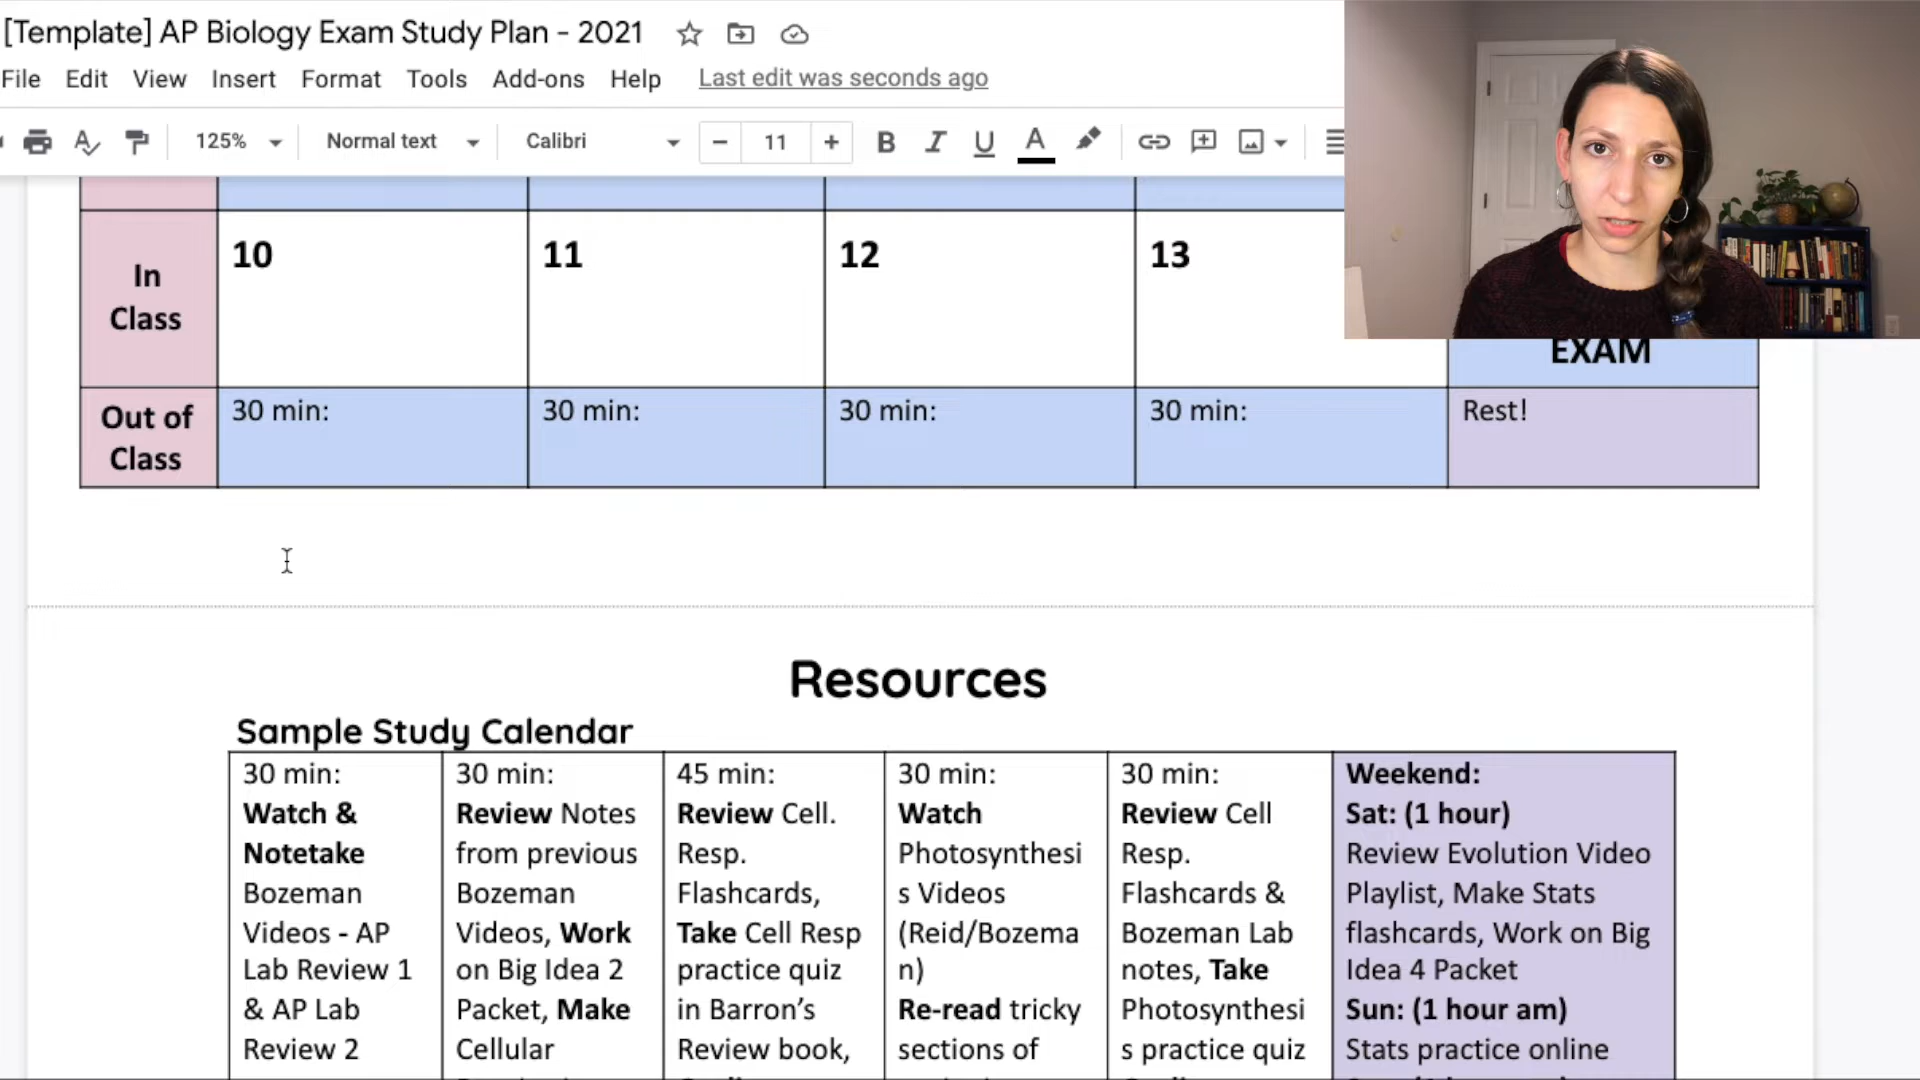 [Template] AP Biology Exam Study Plan - 2021
File Edit View Insert Format Tools Add-ons Help Last edit was seconds ago
125% Normal text Calibri − 11 + B I U A
In Class 10 11 12 13
EXAM
Out of Class 30 min: 30 min: 30 min: 30 min: Rest!
Resources
Sample Study Calendar
30 min:
Watch &
Notetake
Bozeman
Videos - AP
Lab Review 1
& AP Lab
Review 2
30 min:
Review Notes
from previous
Bozeman
Videos, Work
on Big Idea 2
Packet, Make
Cellular
45 min:
Review Cell.
Resp.
Flashcards,
Take Cell Resp
practice quiz
in Barron's
Review book,
30 min:
Watch
Photosynthesi
s Videos
(Reid/Bozema
n)
Re-read tricky
sections of
30 min:
Review Cell
Resp.
Flashcards &
Bozeman Lab
notes, Take
Photosynthesi
s practice quiz
Weekend:
Sat: (1 hour)
Review Evolution Video
Playlist, Make Stats
flashcards, Work on Big
Idea 4 Packet
Sun: (1 hour am)
Stats practice online